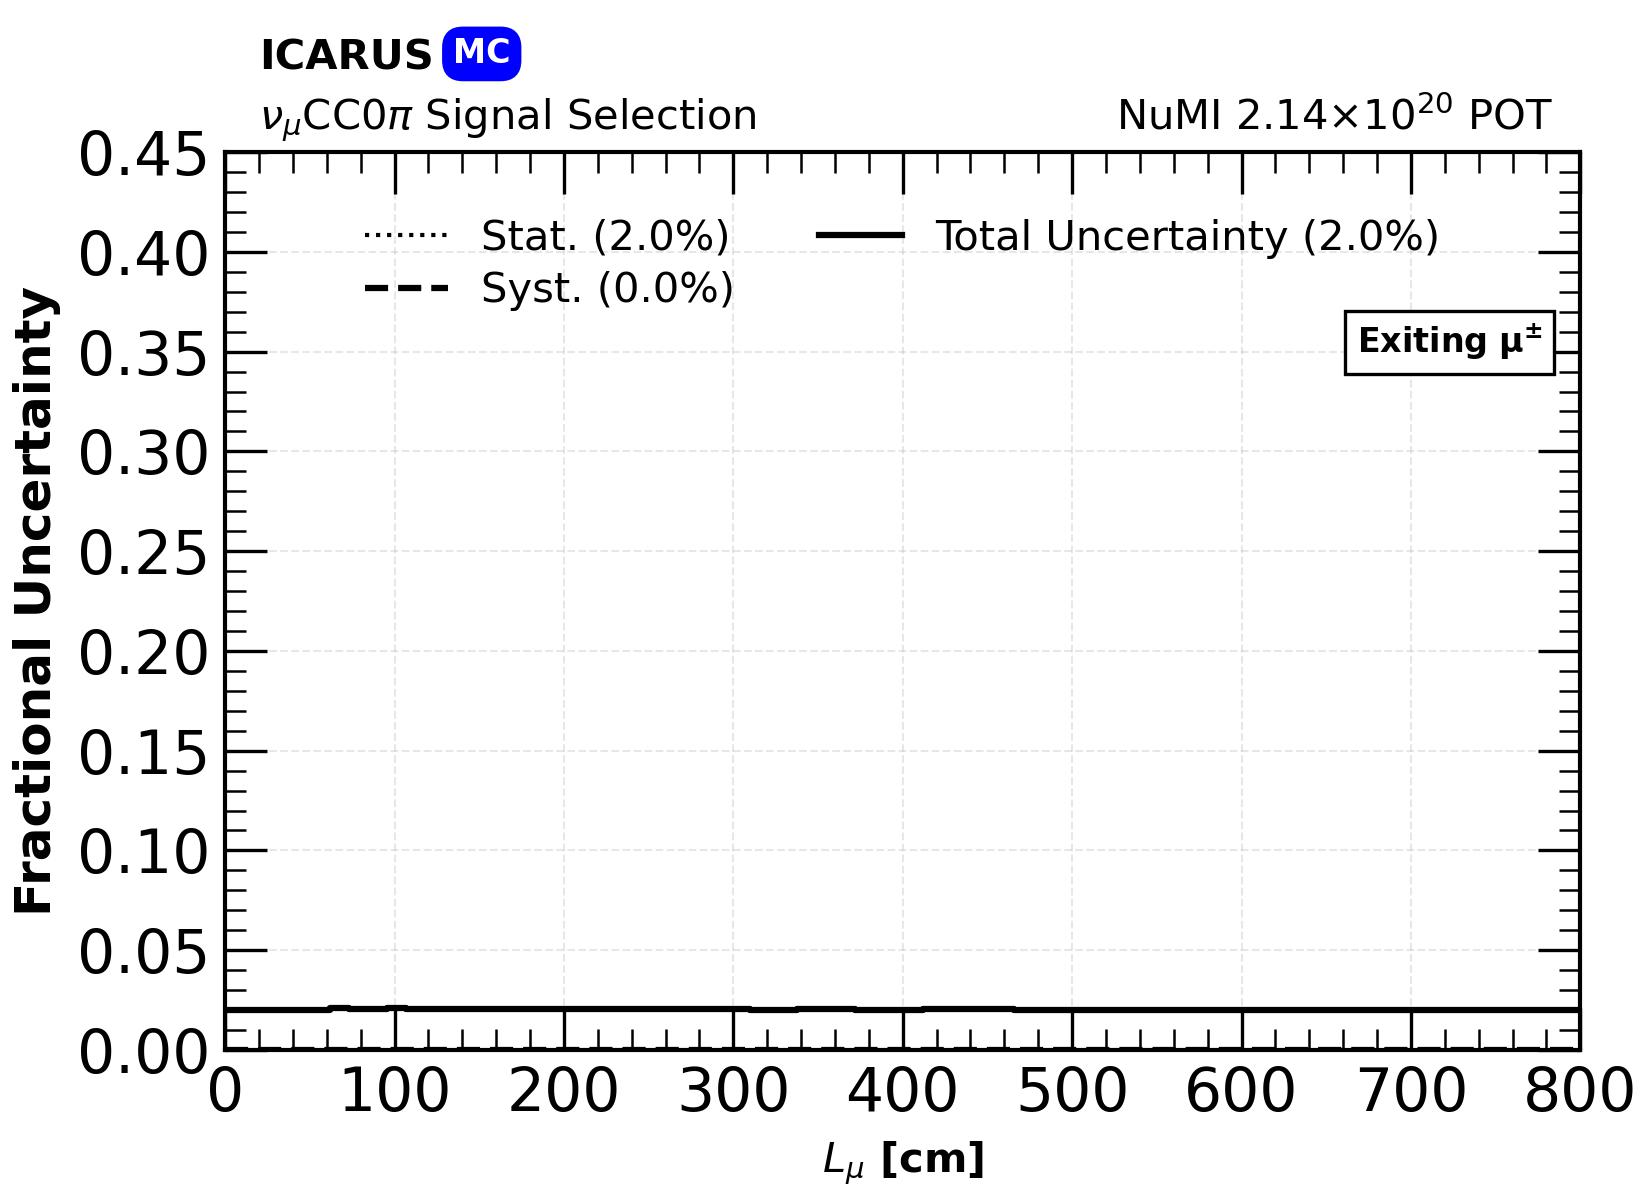 ICARUS MC
νμCC0π Signal Selection
NuMI 2.14×10²⁰ POT
Stat. (2.0%)
Syst. (0.0%)
Total Uncertainty (2.0%)
Exiting μ±
Fractional Uncertainty
0.45
0.40
0.35
0.30
0.25
0.20
0.15
0.10
0.05
0.00
0 100 200 300 400 500 600 700 800
Lμ [cm]